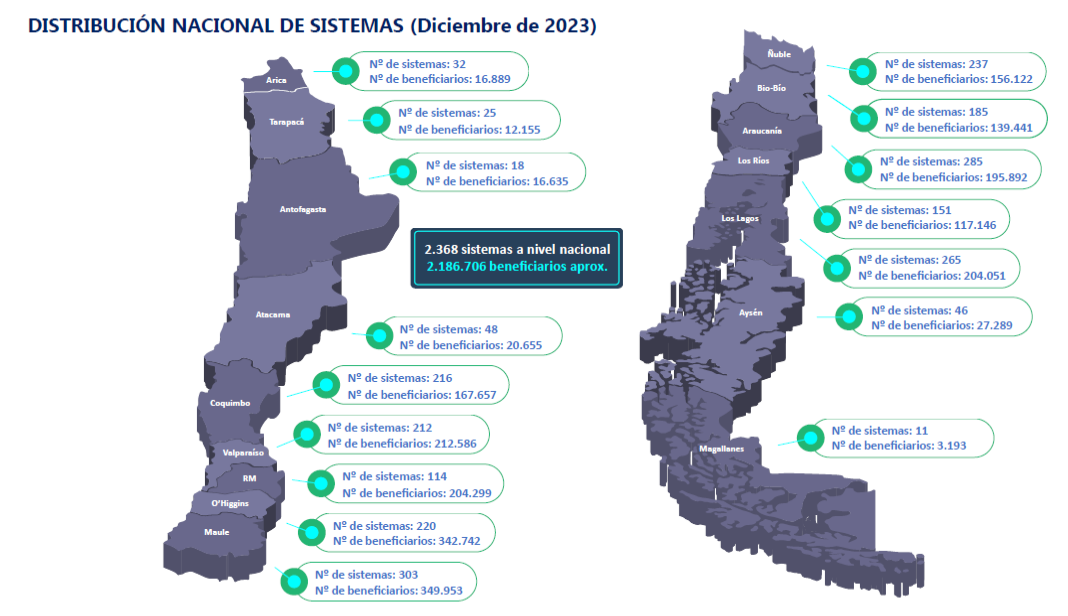 DISTRIBUCIÓN NACIONAL DE SISTEMAS (Diciembre de 2023)
Arica
Nº de sistemas: 32
Nº de beneficiarios: 16.889
Tarapacá
Nº de sistemas: 25
Nº de beneficiarios: 12.155
Nº de sistemas: 18
Nº de beneficiarios: 16.635
Antofagasta
2.368 sistemas a nivel nacional
2.186.706 beneficiarios aprox.
Atacama
Nº de sistemas: 48
Nº de beneficiarios: 20.655
Coquimbo
Nº de sistemas: 216
Nº de beneficiarios: 167.657
Valparaíso
Nº de sistemas: 212
Nº de beneficiarios: 212.586
RM
Nº de sistemas: 114
Nº de beneficiarios: 204.299
O'Higgins
Nº de sistemas: 220
Nº de beneficiarios: 342.742
Maule
Nº de sistemas: 303
Nº de beneficiarios: 349.953
Ñuble
Nº de sistemas: 237
Nº de beneficiarios: 156.122
Bio-Bío
Nº de sistemas: 185
Nº de beneficiarios: 139.441
Araucanía
Nº de sistemas: 285
Nº de beneficiarios: 195.892
Los Ríos
Nº de sistemas: 151
Nº de beneficiarios: 117.146
Los Lagos
Nº de sistemas: 265
Nº de beneficiarios: 204.051
Aysén
Nº de sistemas: 46
Nº de beneficiarios: 27.289
Magallanes
Nº de sistemas: 11
Nº de beneficiarios: 3.193